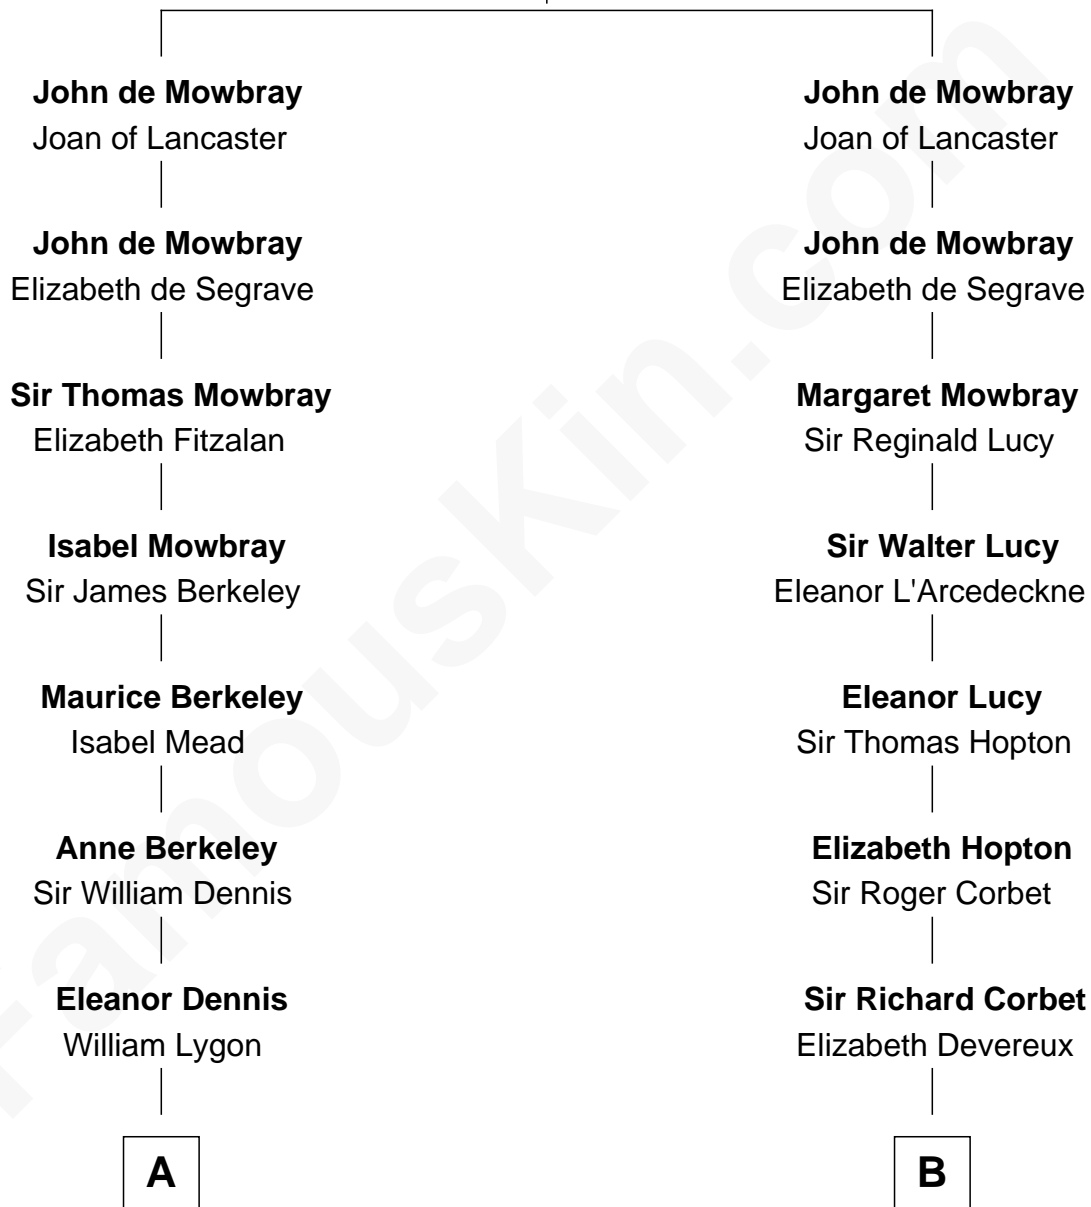 John de Mowbray
Joan of Lancaster
John de Mowbray
Elizabeth de Segrave
Sir Thomas Mowbray
Elizabeth Fitzalan
Isabel Mowbray
Sir James Berkeley
Maurice Berkeley
Isabel Mead
Anne Berkeley
Sir William Dennis
Eleanor Dennis
William Lygon
A
John de Mowbray
Joan of Lancaster
John de Mowbray
Elizabeth de Segrave
Margaret Mowbray
Sir Reginald Lucy
Sir Walter Lucy
Eleanor L'Arcedeckne
Eleanor Lucy
Sir Thomas Hopton
Elizabeth Hopton
Sir Roger Corbet
Sir Richard Corbet
Elizabeth Devereux
B
FamousKin.com